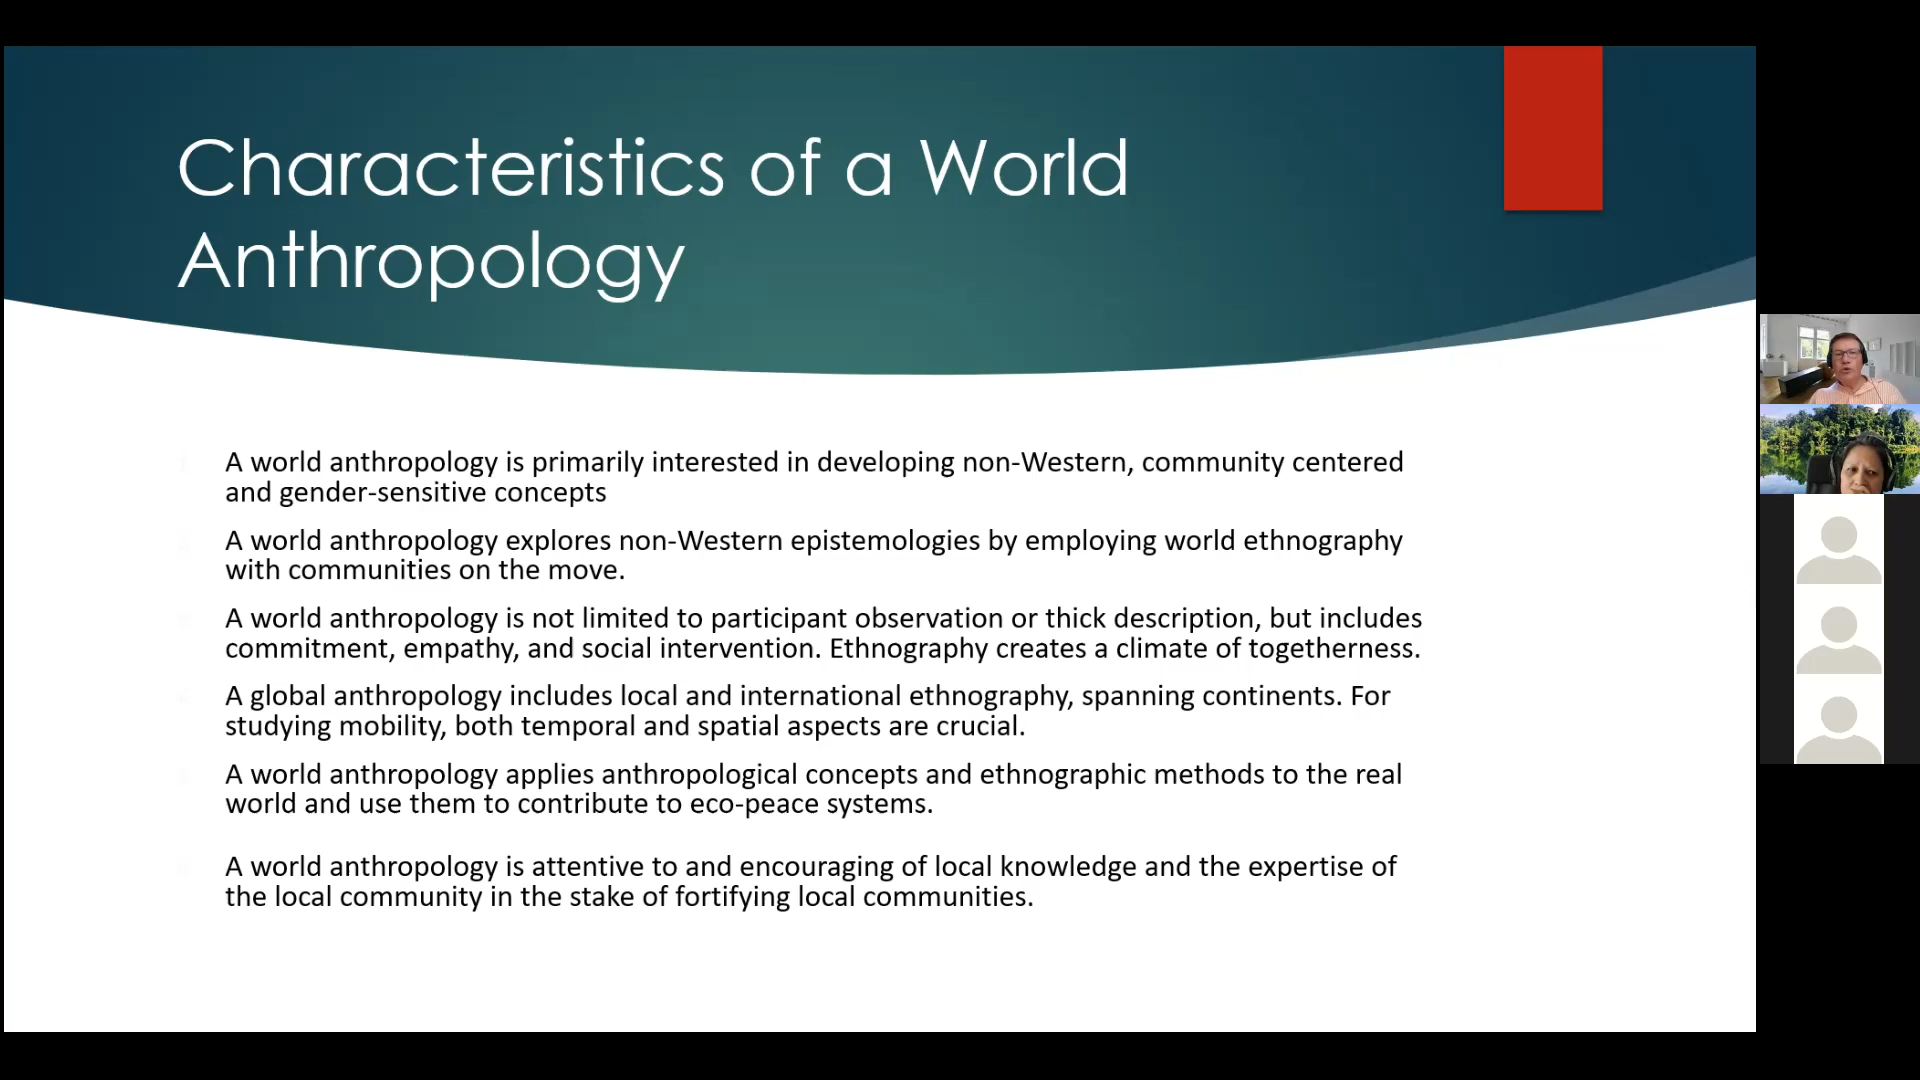 Characteristics of a World
Anthropology
A world anthropology is primarily interested in developing non-Western, community centered
and gender-sensitive concepts
A world anthropology explores non-Western epistemologies by employing world ethnography
with communities on the move.
A world anthropology is not limited to participant observation or thick description, but includes
commitment, empathy, and social intervention. Ethnography creates a climate of togetherness.
A global anthropology includes local and international ethnography, spanning continents. For
studying mobility, both temporal and spatial aspects are crucial.
A world anthropology applies anthropological concepts and ethnographic methods to the real
world and use them to contribute to eco-peace systems.
A world anthropology is attentive to and encouraging of local knowledge and the expertise of
the local community in the stake of fortifying local communities.